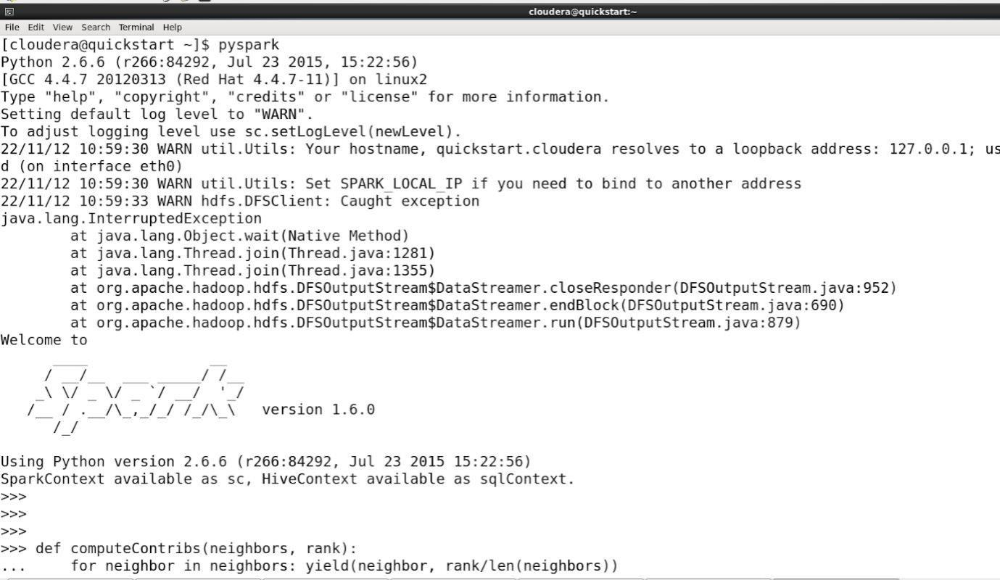 cloudera@quickstart:~
File Edit View Search Terminal Help
[cloudera@quickstart ~]$ pyspark
Python 2.6.6 (r266:84292, Jul 23 2015, 15:22:56)
[GCC 4.4.7 20120313 (Red Hat 4.4.7-11)] on linux2
Type "help", "copyright", "credits" or "license" for more information.
Setting default log level to "WARN".
To adjust logging level use sc.setLogLevel(newLevel).
22/11/12 10:59:30 WARN util.Utils: Your hostname, quickstart.cloudera resolves to a loopback address: 127.0.0.1; us
d (on interface eth0)
22/11/12 10:59:30 WARN util.Utils: Set SPARK_LOCAL_IP if you need to bind to another address
22/11/12 10:59:33 WARN hdfs.DFSClient: Caught exception
java.lang.InterruptedException
        at java.lang.Object.wait(Native Method)
        at java.lang.Thread.join(Thread.java:1281)
        at java.lang.Thread.join(Thread.java:1355)
        at org.apache.hadoop.hdfs.DFSOutputStream$DataStreamer.closeResponder(DFSOutputStream.java:952)
        at org.apache.hadoop.hdfs.DFSOutputStream$DataStreamer.endBlock(DFSOutputStream.java:690)
        at org.apache.hadoop.hdfs.DFSOutputStream$DataStreamer.run(DFSOutputStream.java:879)
Welcome to
      ____              __
     / __/__  ___ _____/ /__
    _\ \/ _ \/ _ `/ __/  '_/
   /__ / .__/\_,_/_/ /_/\_\   version 1.6.0
      /_/
Using Python version 2.6.6 (r266:84292, Jul 23 2015 15:22:56)
SparkContext available as sc, HiveContext available as sqlContext.
>>>
>>>
>>>
>>> def computeContribs(neighbors, rank):
...     for neighbor in neighbors: yield(neighbor, rank/len(neighbors))